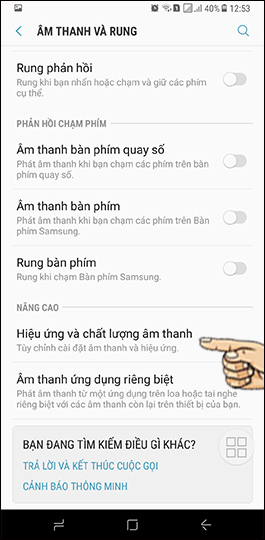 40% 12:53
ÂM THANH VÀ RUNG
Rung phản hồi
Rung khi bạn nhấn hoặc chạm và giữ các phím
cụ thể.
PHẢN HỒI CHẠM PHÍM
Âm thanh bàn phím quay số
Phát âm thanh khi bạn chạm các phím trên bàn
phím quay số.
Âm thanh bàn phím
Phát âm thanh khi bạn chạm các phím trên Bàn
phím Samsung.
Rung bàn phím
Rung khi chạm Bàn phím Samsung.
NÂNG CAO
Hiệu ứng và chất lượng âm thanh
Tùy chỉnh cài đặt âm thanh và hiệu ứng.
Âm thanh ứng dụng riêng biệt
Phát âm thanh từ một ứng dụng trên loa hoặc tai nghe
riêng biệt với các âm thanh còn lại trên thiết bị của bạn.
BẠN ĐANG TÌM KIẾM ĐIỀU GÌ KHÁC?
TRẢ LỜI VÀ KẾT THÚC CUỘC GỌI
CẢNH BÁO THÔNG MINH